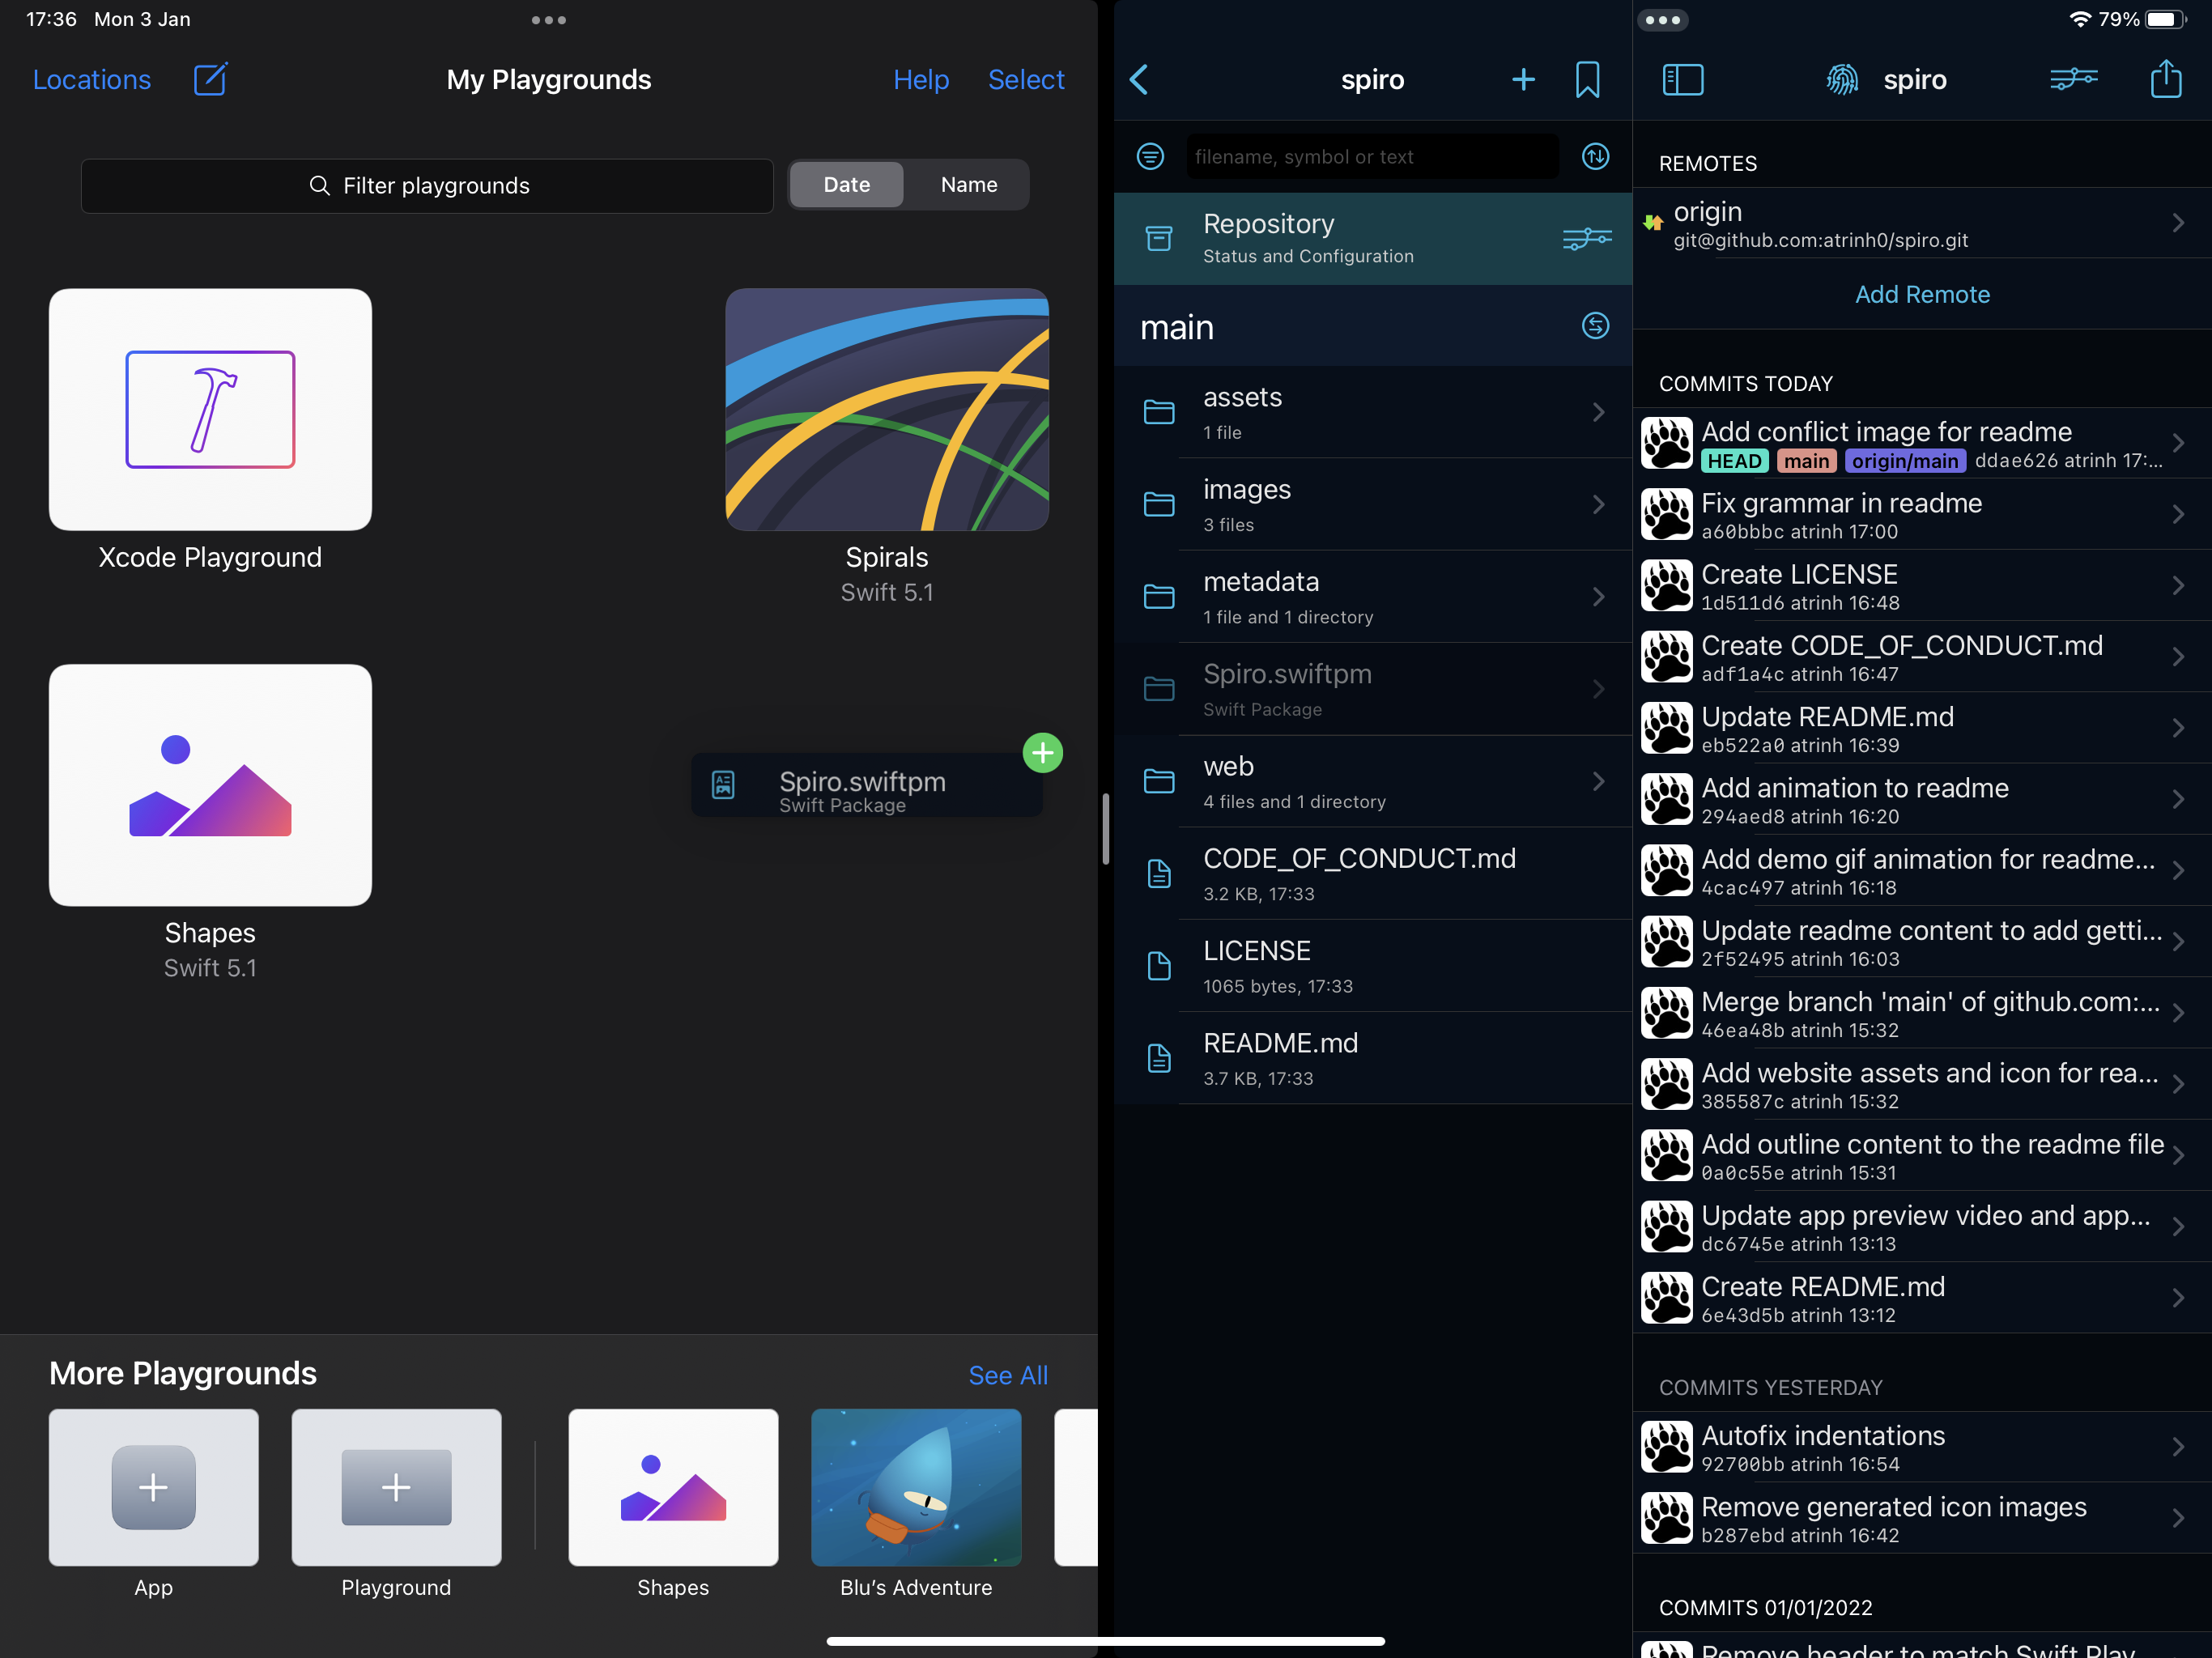 17:36 Mon 3 Jan
Locations
My Playgrounds
Help
Select
Filter playgrounds
Date
Name
Xcode Playground
Spirals
Swift 5.1
Shapes
Swift 5.1
Spiro.swiftpm
Swift Package
More Playgrounds
See All
App
Playground
Shapes
Blu’s Adventure
spiro
filename, symbol or text
Repository
Status and Configuration
main
assets
1 file
images
3 files
metadata
1 file and 1 directory
Spiro.swiftpm
Swift Package
web
4 files and 1 directory
CODE_OF_CONDUCT.md
3.2 KB, 17:33
LICENSE
1065 bytes, 17:33
README.md
3.7 KB, 17:33
79%
spiro
REMOTES
origin
git@github.com:atrinh0/spiro.git
Add Remote
COMMITS TODAY
Add conflict image for readme
HEAD main origin/main ddae626 atrinh 17:...
Fix grammar in readme
a60bbbc atrinh 17:00
Create LICENSE
1d511d6 atrinh 16:48
Create CODE_OF_CONDUCT.md
adf1a4c atrinh 16:47
Update README.md
eb522a0 atrinh 16:39
Add animation to readme
294aed8 atrinh 16:20
Add demo gif animation for readme...
4cac497 atrinh 16:18
Update readme content to add getti...
2f52495 atrinh 16:03
Merge branch 'main' of github.com:...
46ea48b atrinh 15:32
Add website assets and icon for rea...
385587c atrinh 15:32
Add outline content to the readme file
0a0c55e atrinh 15:31
Update app preview video and app...
dc6745e atrinh 13:13
Create README.md
6e43d5b atrinh 13:12
COMMITS YESTERDAY
Autofix indentations
92700bb atrinh 16:54
Remove generated icon images
b287ebd atrinh 16:42
COMMITS 01/01/2022
Remove header to match Swift Play...